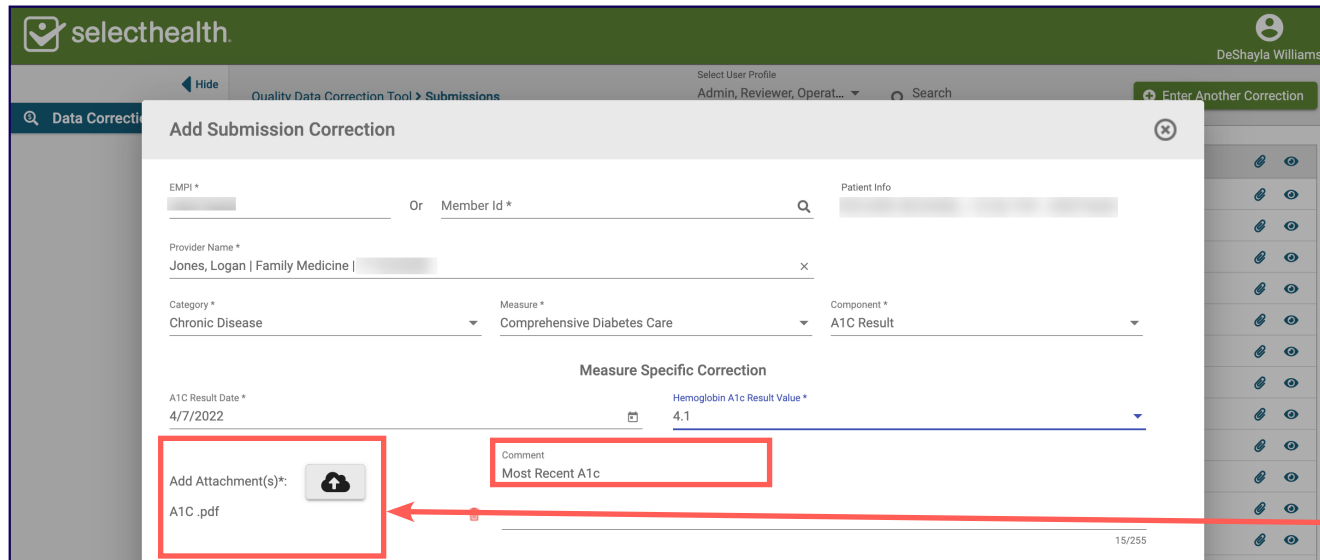 selecthealth.
DeShayla Williams
Hide
Quality Data Correction Tool > Submissions
Select User Profile
Admin, Reviewer, Operat...
Search
Enter Another Correction
Data Correcti
Add Submission Correction
EMPI *
Or
Member Id *
Patient Info
Provider Name *
Jones, Logan | Family Medicine |
Category *
Chronic Disease
Measure *
Comprehensive Diabetes Care
Component *
A1C Result
Measure Specific Correction
A1C Result Date *
4/7/2022
Hemoglobin A1c Result Value *
4.1
Comment
Most Recent A1c
Add Attachment(s)*:
A1C .pdf
15/255